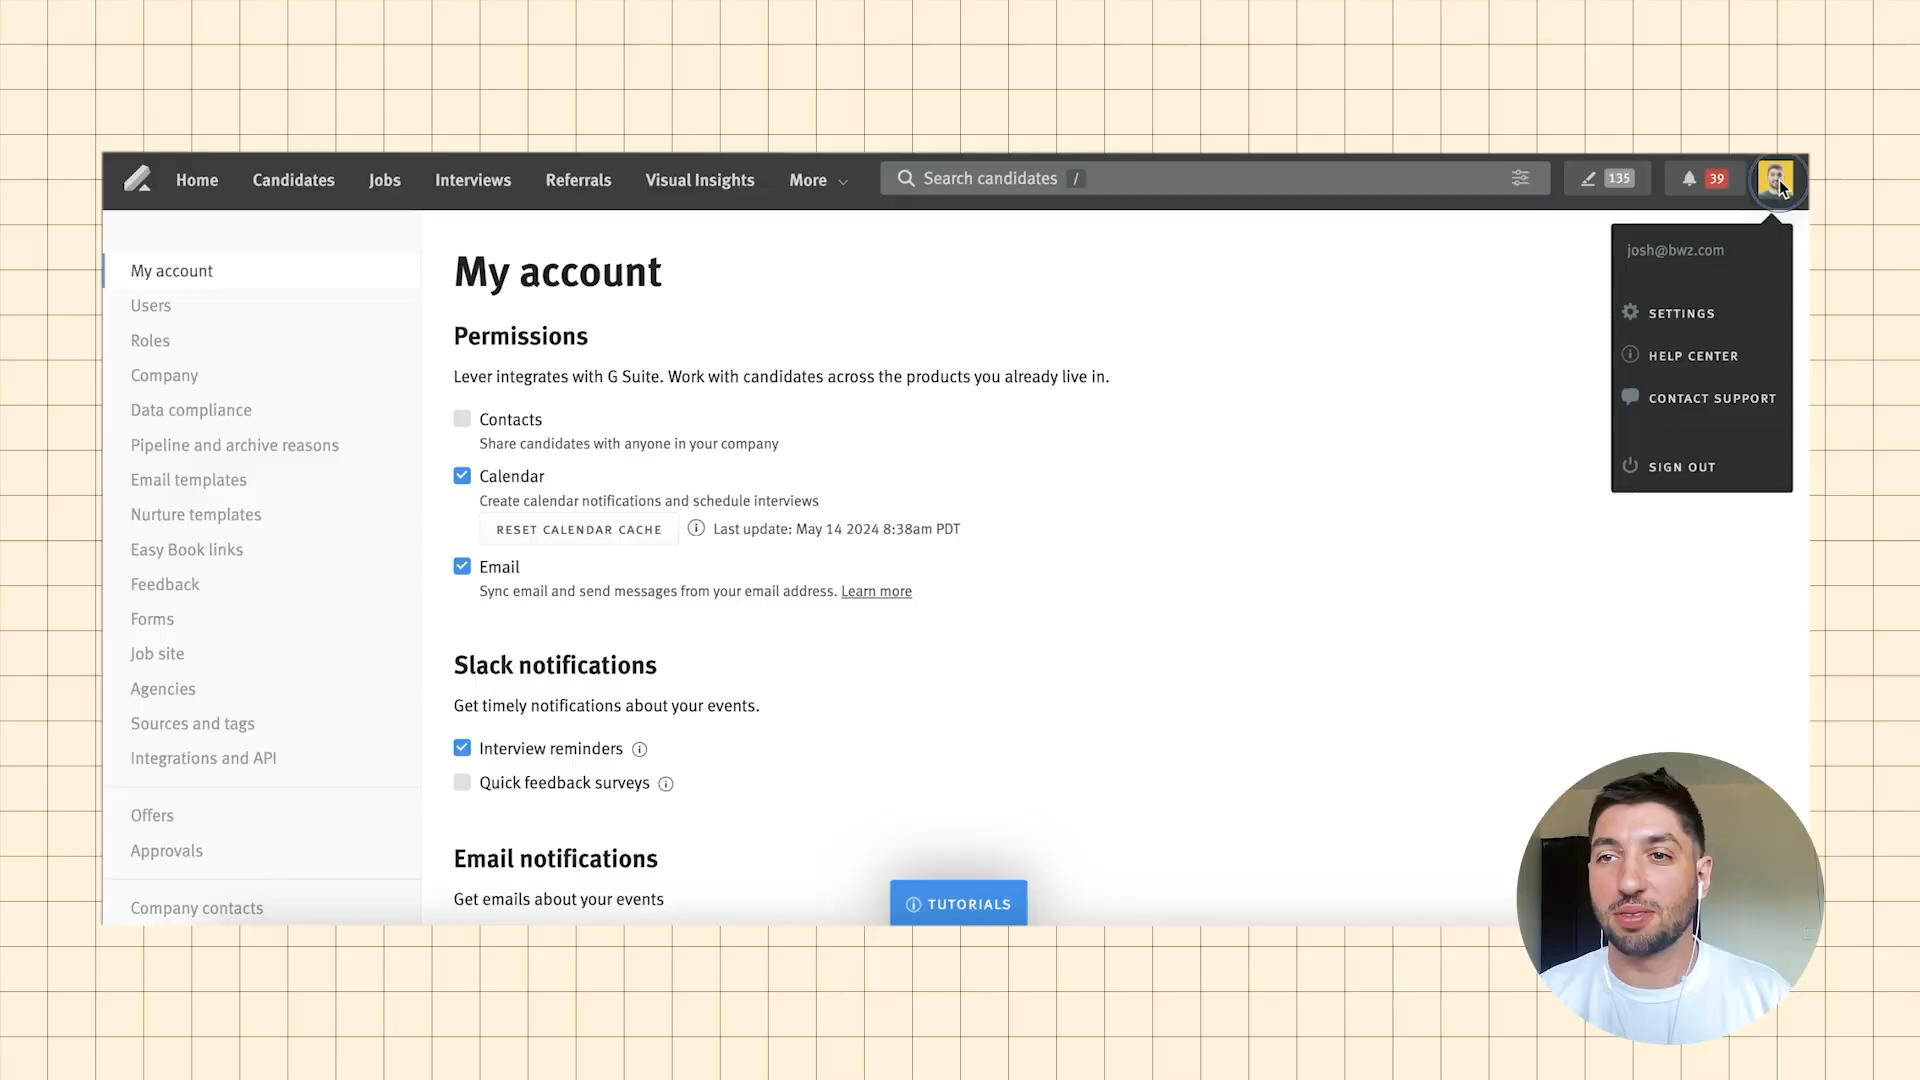 Home Candidates Jobs Interviews Referrals Visual Insights More Search candidates / 135 39
josh@bwz.com
SETTINGS
HELP CENTER
CONTACT SUPPORT
SIGN OUT
My account
Users
Roles
Company
Data compliance
Pipeline and archive reasons
Email templates
Nurture templates
Easy Book links
Feedback
Forms
Job site
Agencies
Sources and tags
Integrations and API
Offers
Approvals
Company contacts
My account
Permissions
Lever integrates with G Suite. Work with candidates across the products you already live in.
Contacts
Share candidates with anyone in your company
Calendar
Create calendar notifications and schedule interviews
RESET CALENDAR CACHE Last update: May 14 2024 8:38am PDT
Email
Sync email and send messages from your email address. Learn more
Slack notifications
Get timely notifications about your events.
Interview reminders
Quick feedback surveys
Email notifications
Get emails about your events
TUTORIALS